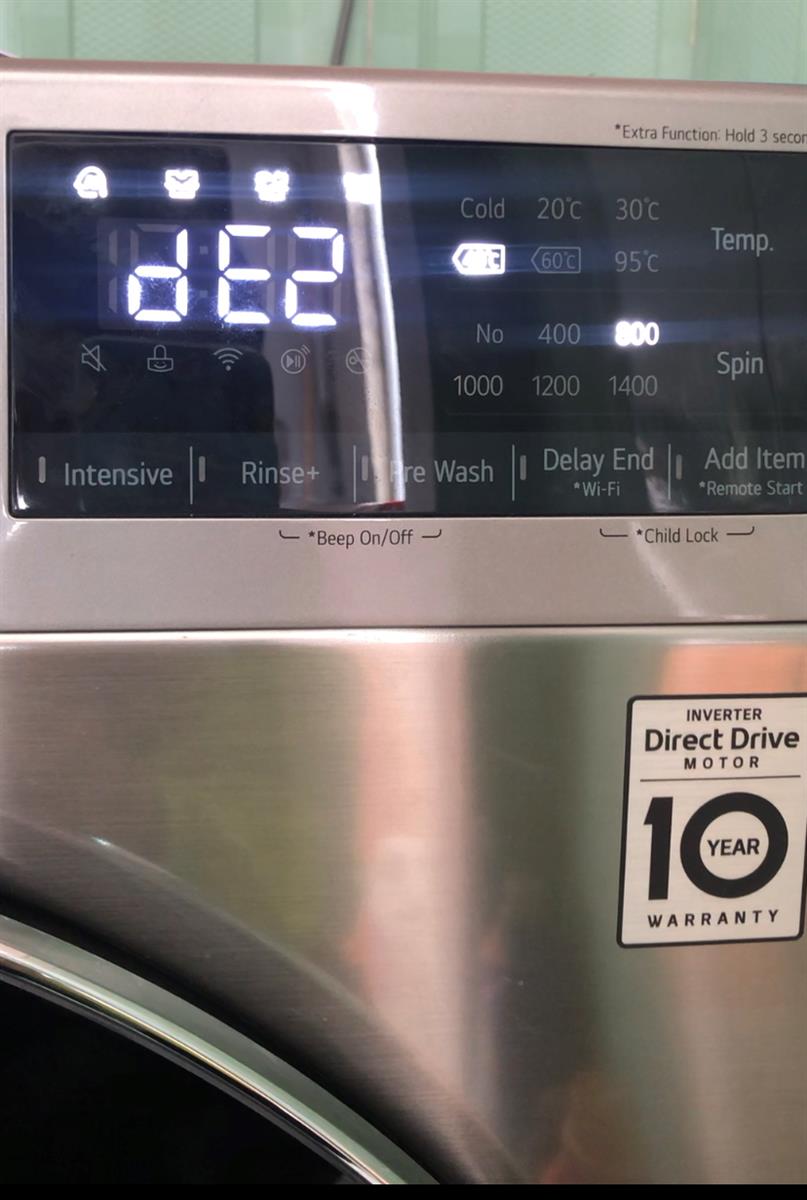 *Extra Function: Hold 3 secon
Cold 20℃ 30℃
Temp.
dE2
40℃ 60℃ 95℃
No 400 800
Spin
1000 1200 1400
Intensive Rinse+ Pre Wash Delay End Add Item
*Wi-Fi *Remote Start
*Beep On/Off *Child Lock
INVERTER
Direct Drive
MOTOR
10
YEAR
WARRANTY